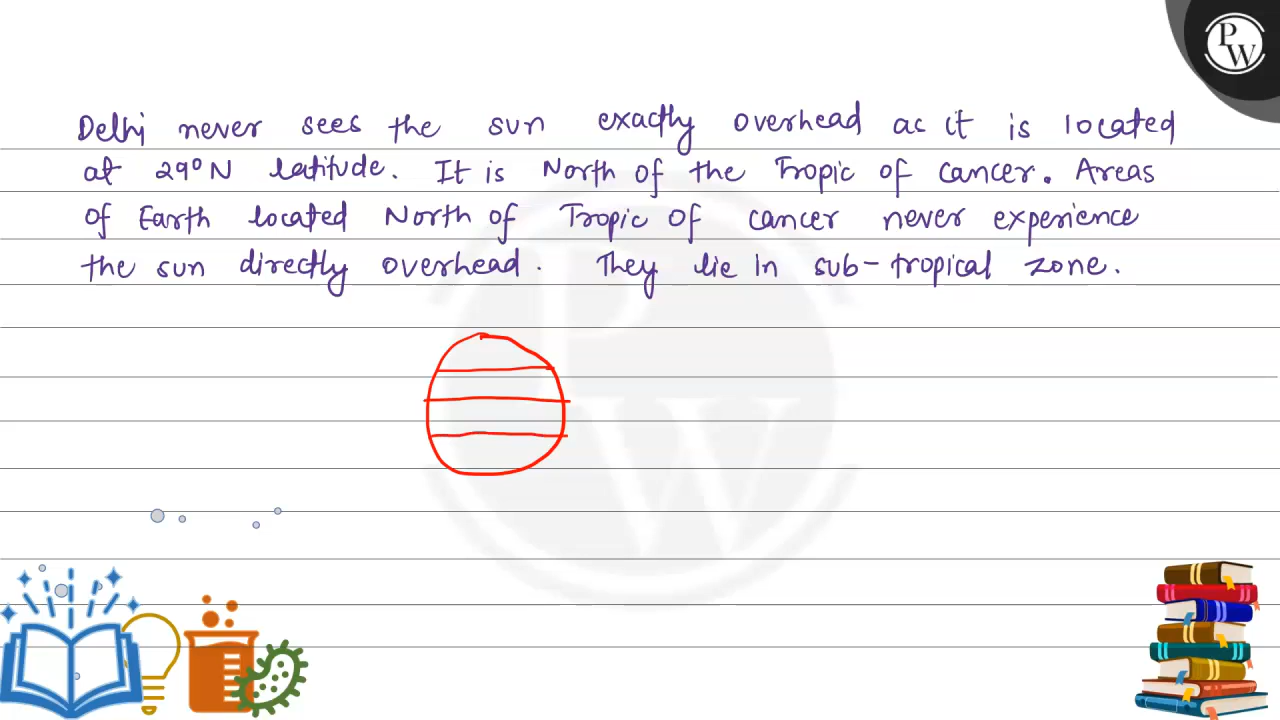 PW
Delhi never sees the sun exactly overhead as it is located
at 29°N latitude. It is North of the Tropic of cancer. Areas
of Earth located North of Tropic of cancer never experience
the sun directly overhead. They lie in sub-tropical zone.
PW